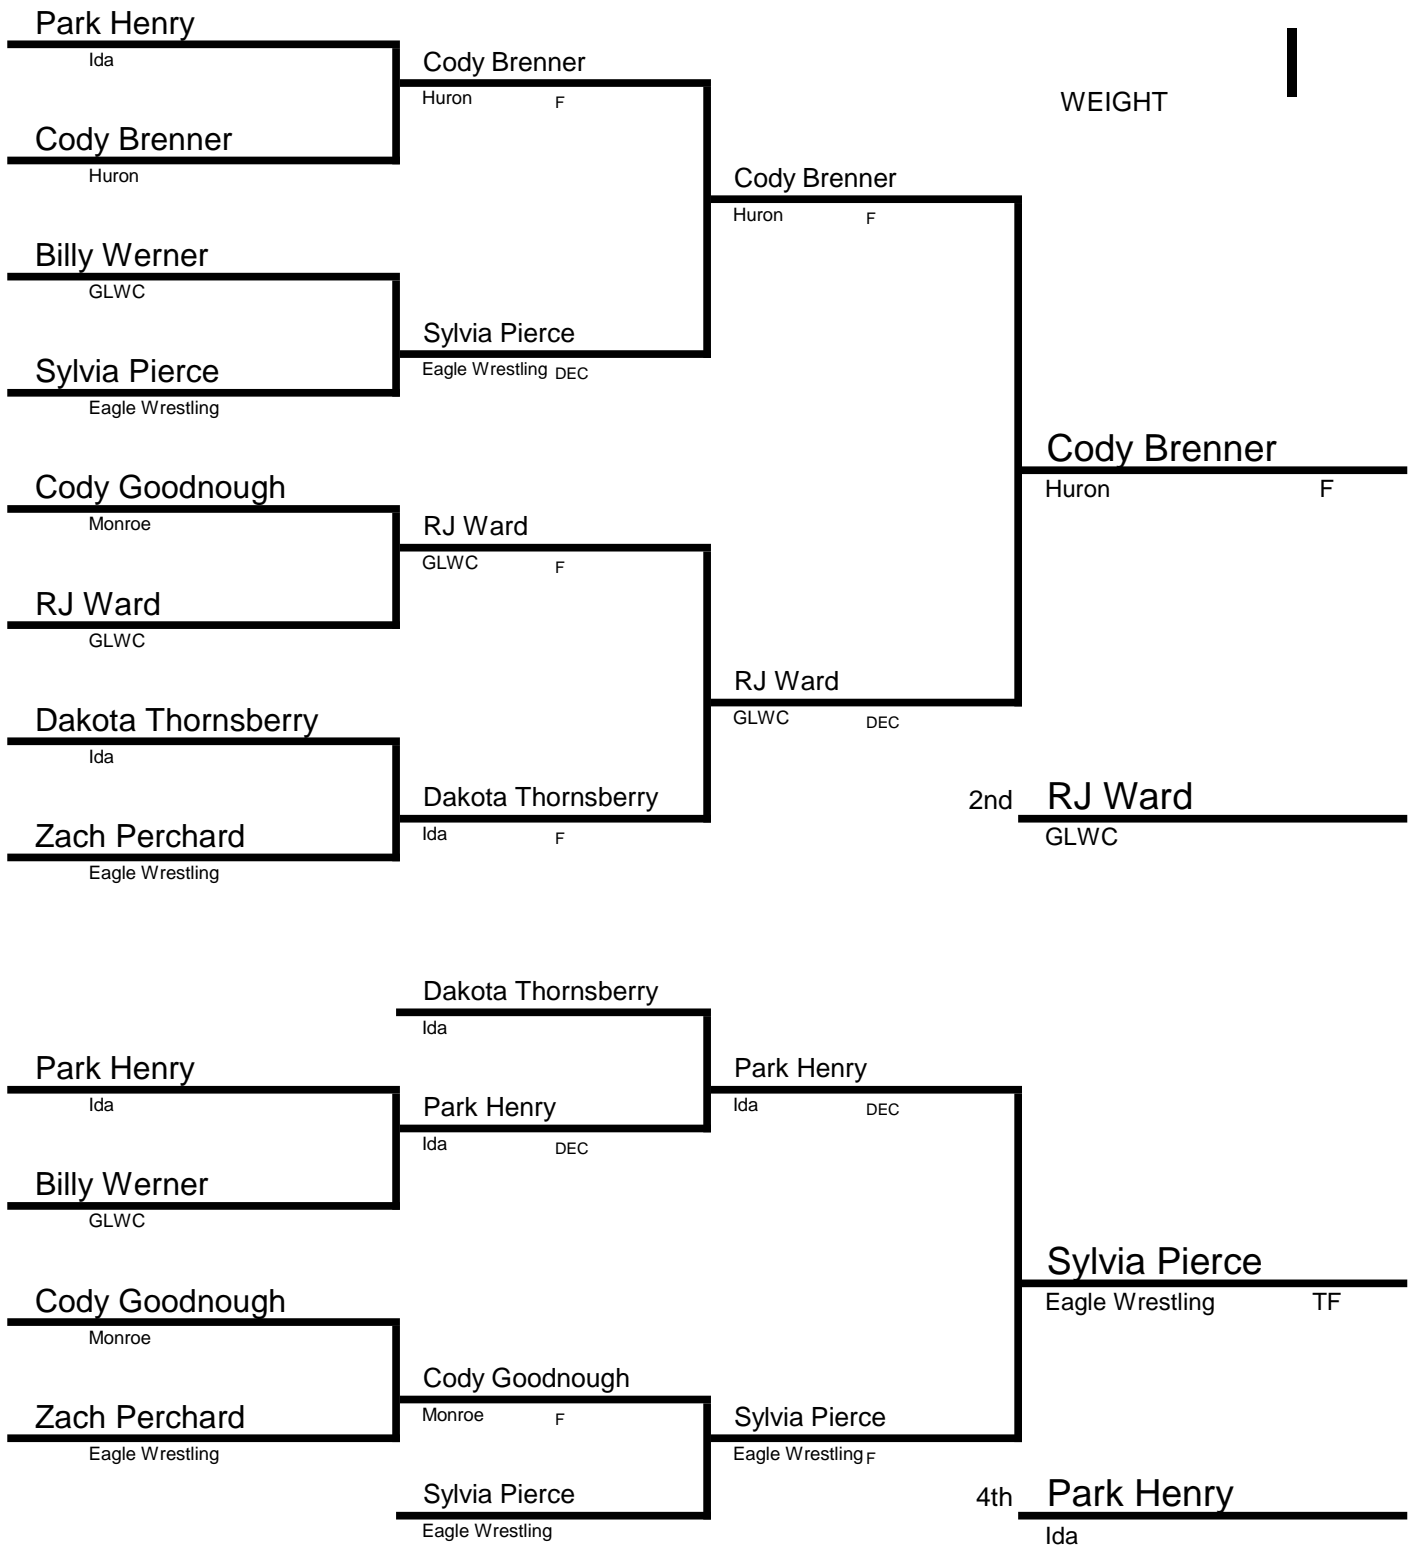 Park Henry
Ida
Cody Brenner
Huron F
WEIGHT
Cody Brenner
Huron
Cody Brenner
Huron F
Billy Werner
GLWC
Sylvia Pierce
Eagle Wrestling DEC
Sylvia Pierce
Eagle Wrestling
Cody Brenner
Huron F
Cody Goodnough
Monroe
RJ Ward
GLWC F
RJ Ward
GLWC
RJ Ward
GLWC DEC
Dakota Thornsberry
Ida
Dakota Thornsberry
Ida F
2nd RJ Ward
GLWC
Zach Perchard
Eagle Wrestling
Dakota Thornsberry
Ida
Park Henry
Ida
Park Henry
Ida DEC
Park Henry
Ida DEC
Billy Werner
GLWC
Sylvia Pierce
Eagle Wrestling TF
Cody Goodnough
Monroe
Cody Goodnough
Monroe F
Zach Perchard
Eagle Wrestling
Sylvia Pierce
Eagle Wrestling F
Sylvia Pierce
Eagle Wrestling
4th Park Henry
Ida